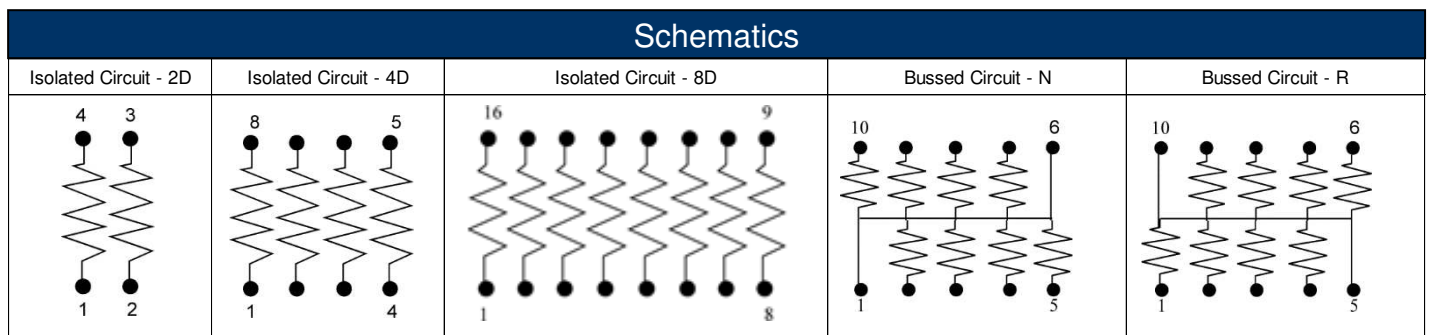 Schematics
Isolated Circuit - 2D
Isolated Circuit - 4D
Isolated Circuit - 8D
Bussed Circuit - N
Bussed Circuit - R
4 3
1 2
8 5
1 4
16 9
1 8
10 6
1 5
10 6
1 5